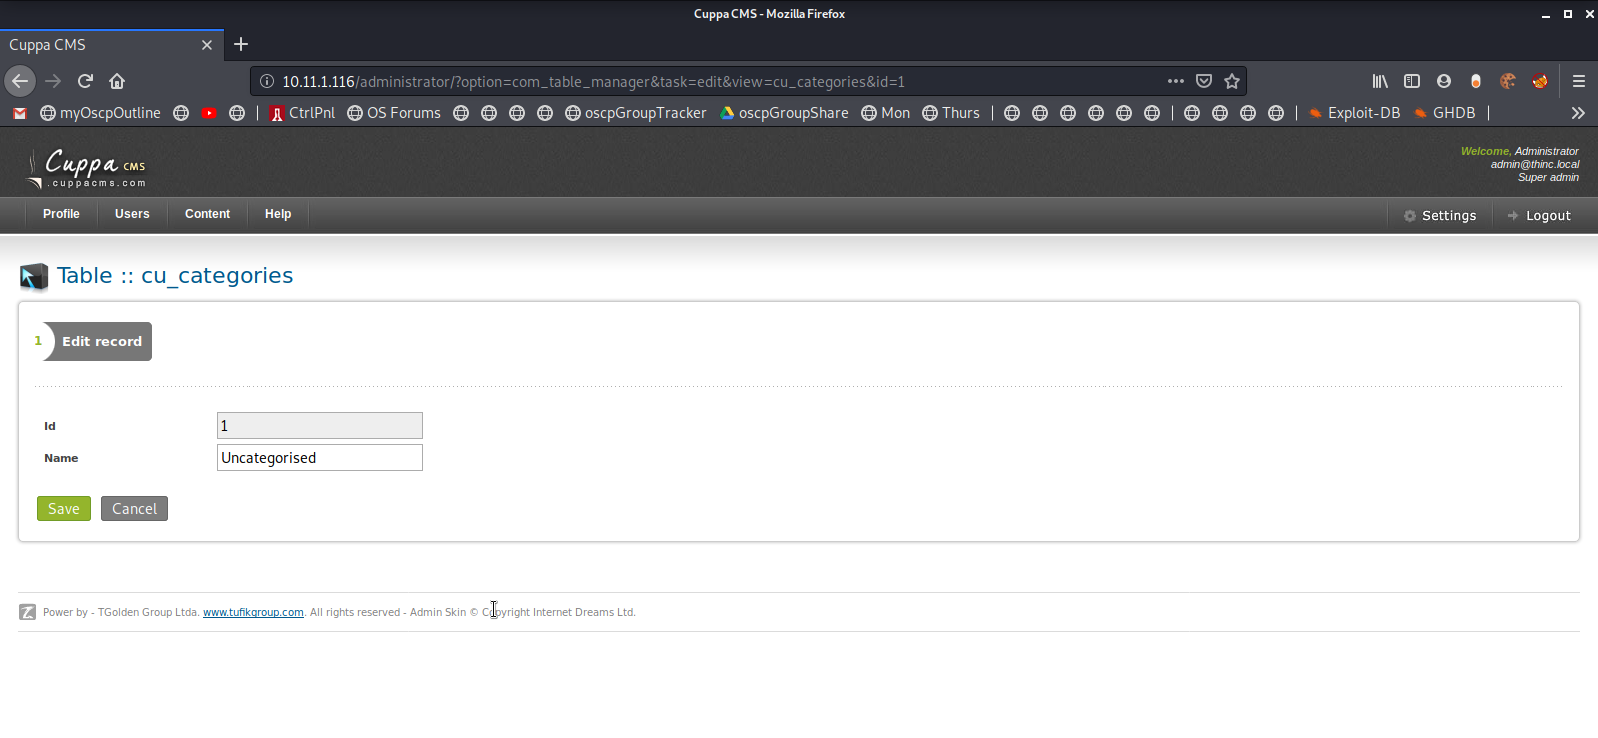 Cuppa CMS - Mozilla Firefox
Cuppa CMS
10.11.1.116/administrator/?option=com_table_manager&task=edit&view=cu_categories&id=1
myOscpOutline | CtrlPnl OS Forums oscpGroupTracker oscpGroupShare Mon Thurs | | | Exploit-DB GHDB |
Cuppa CMS
.cuppacms.com
Welcome, Administrator
admin@thinc.local
Super admin
Profile Users Content Help Settings Logout
Table :: cu_categories
1 Edit record
Id 1
Name Uncategorised
Save Cancel
Power by - TGolden Group Ltda. www.tufikgroup.com. All rights reserved - Admin Skin © Copyright Internet Dreams Ltd.